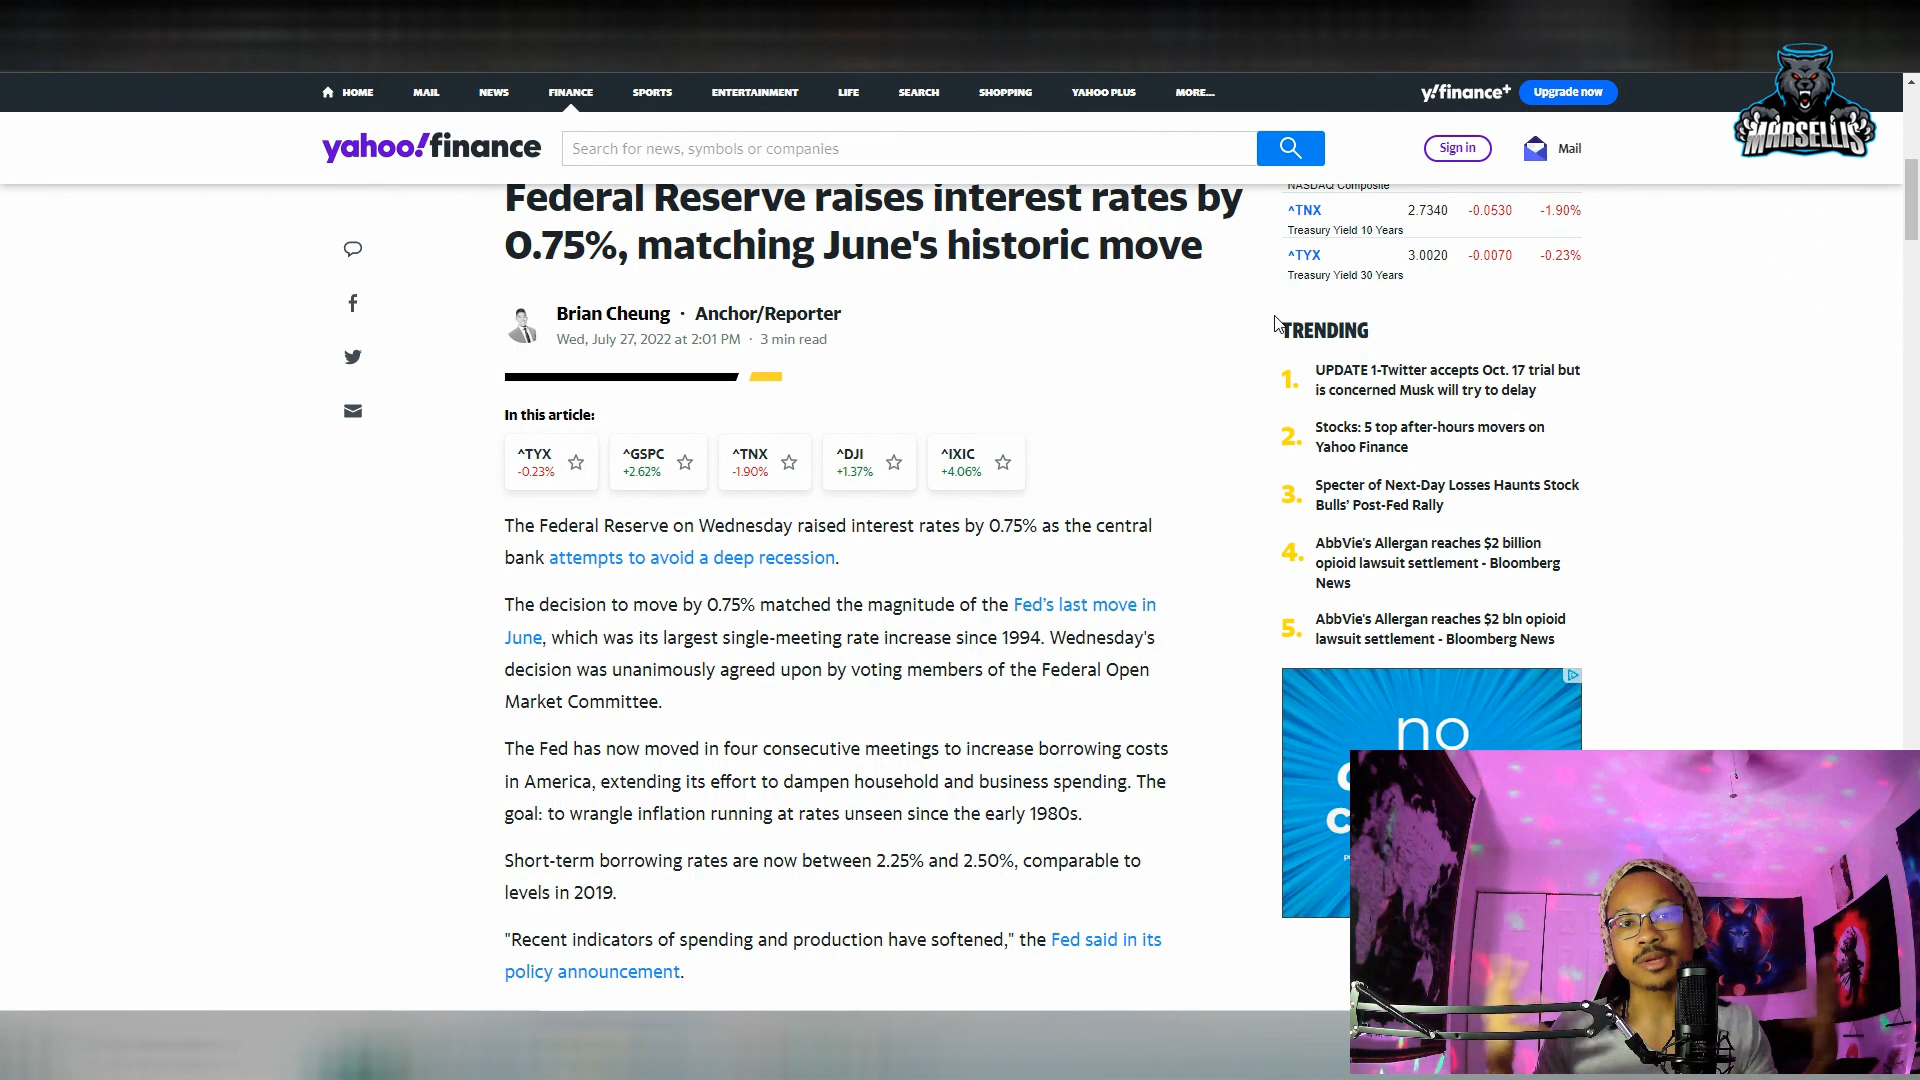 HOME MAIL NEWS FINANCE SPORTS ENTERTAINMENT LIFE SEARCH SHOPPING YAHOO PLUS MORE...
y!finance+ Upgrade now
yahoo!finance
Search for news, symbols or companies
Sign in
Mail
MARSELLIS
Federal Reserve raises interest rates by
0.75%, matching June's historic move
Brian Cheung · Anchor/Reporter
Wed, July 27, 2022 at 2:01 PM · 3 min read
In this article:
^TYX
-0.23%
^GSPC
+2.62%
^TNX
-1.90%
^DJI
+1.37%
^IXIC
+4.06%
The Federal Reserve on Wednesday raised interest rates by 0.75% as the central
bank attempts to avoid a deep recession.
The decision to move by 0.75% matched the magnitude of the Fed’s last move in
June, which was its largest single-meeting rate increase since 1994. Wednesday's
decision was unanimously agreed upon by voting members of the Federal Open
Market Committee.
The Fed has now moved in four consecutive meetings to increase borrowing costs
in America, extending its effort to dampen household and business spending. The
goal: to wrangle inflation running at rates unseen since the early 1980s.
Short-term borrowing rates are now between 2.25% and 2.50%, comparable to
levels in 2019.
"Recent indicators of spending and production have softened," the Fed said in its
policy announcement.
NASDAQ Composite
^TNX 2.7340 -0.0530 -1.90%
Treasury Yield 10 Years
^TYX 3.0020 -0.0070 -0.23%
Treasury Yield 30 Years
TRENDING
1. UPDATE 1-Twitter accepts Oct. 17 trial but
is concerned Musk will try to delay
2. Stocks: 5 top after-hours movers on
Yahoo Finance
3. Specter of Next-Day Losses Haunts Stock
Bulls’ Post-Fed Rally
4. AbbVie's Allergan reaches $2 billion
opioid lawsuit settlement - Bloomberg
News
5. AbbVie's Allergan reaches $2 bln opioid
lawsuit settlement - Bloomberg News
no